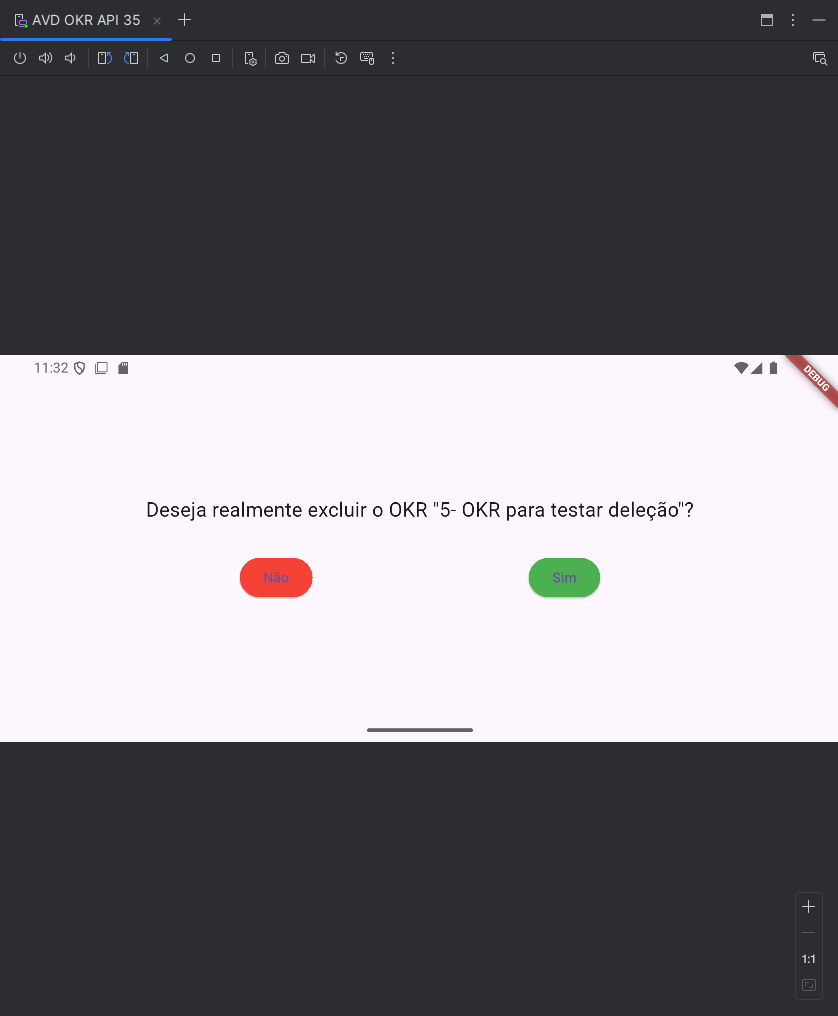 AVD OKR API 35
11:32
DEBUG
Deseja realmente excluir o OKR "5- OKR para testar deleção"?
Não
Sim
1:1